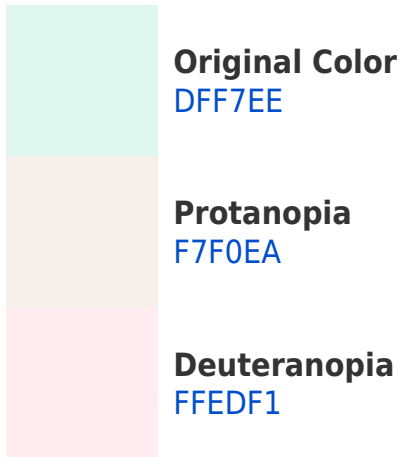 Original Color
DFF7EE
Protanopia
F7F0EA
Deuteranopia
FFEDF1